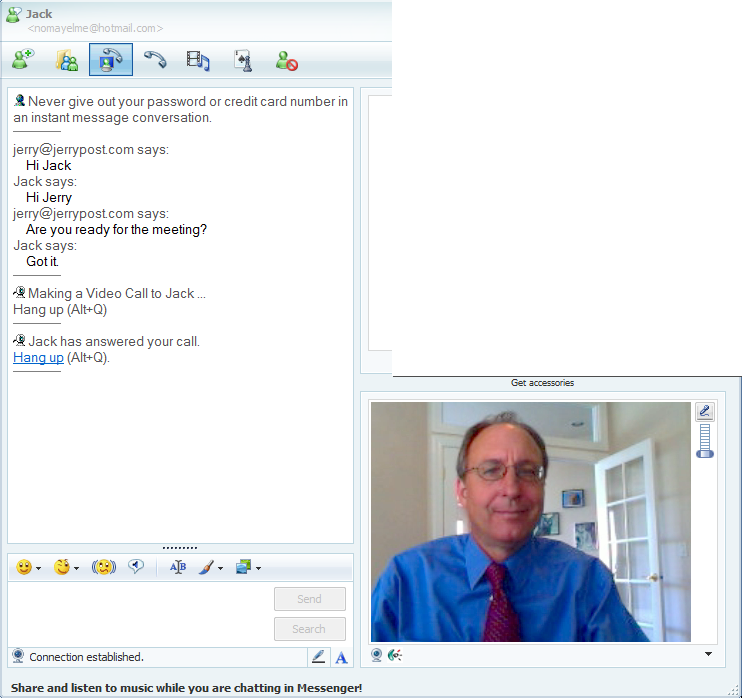 Jack
<nomayelme@hotmail.com>
Never give out your password or credit card number in
an instant message conversation.
jerry@jerrypost.com says:
Hi Jack
Jack says:
Hi Jerry
jerry@jerrypost.com says:
Are you ready for the meeting?
Jack says:
Got it.
Making a Video Call to Jack ...
Hang up (Alt+Q)
Jack has answered your call.
Hang up (Alt+Q).
Get accessories
AB
Send
Search
Connection established.
A
Share and listen to music while you are chatting in Messenger!